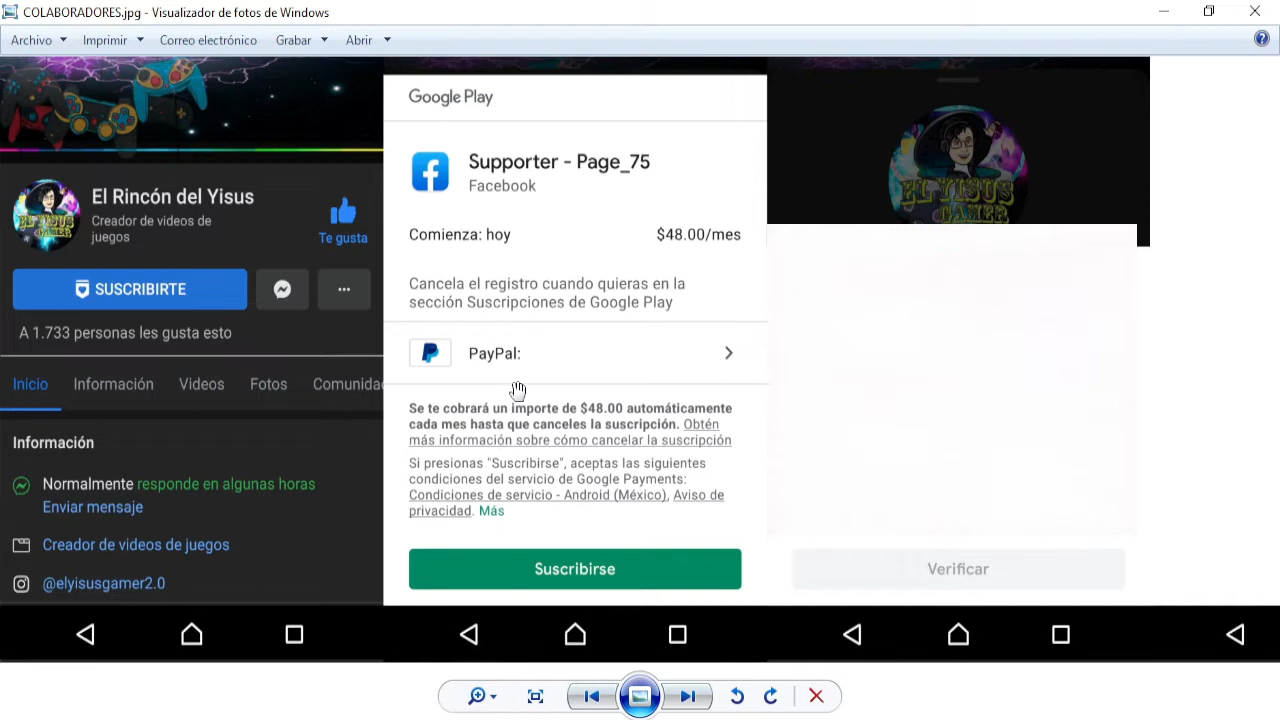 COLABORADORES.jpg - Visualizador de fotos de Windows
Archivo
Imprimir
Correo electrónico
Grabar
Abrir
El Rincón del Yisus
Creador de videos de
juegos
Te gusta
SUSCRIBIRTE
A 1.733 personas les gusta esto
Inicio
Información
Videos
Fotos
Comunidad
Información
Normalmente responde en algunas horas
Enviar mensaje
Creador de videos de juegos
@elyisusgamer2.0
Google Play
Supporter - Page_75
Facebook
Comienza: hoy
$48.00/mes
Cancela el registro cuando quieras en la
sección Suscripciones de Google Play
PayPal:
Se te cobrará un importe de $48.00 automáticamente
cada mes hasta que canceles la suscripción. Obtén
más información sobre cómo cancelar la suscripción
Si presionas "Suscribirse", aceptas las siguientes
condiciones del servicio de Google Payments:
Condiciones de servicio - Android (México), Aviso de
privacidad. Más
Suscribirse
EL YISUS
GAMER
Verificar